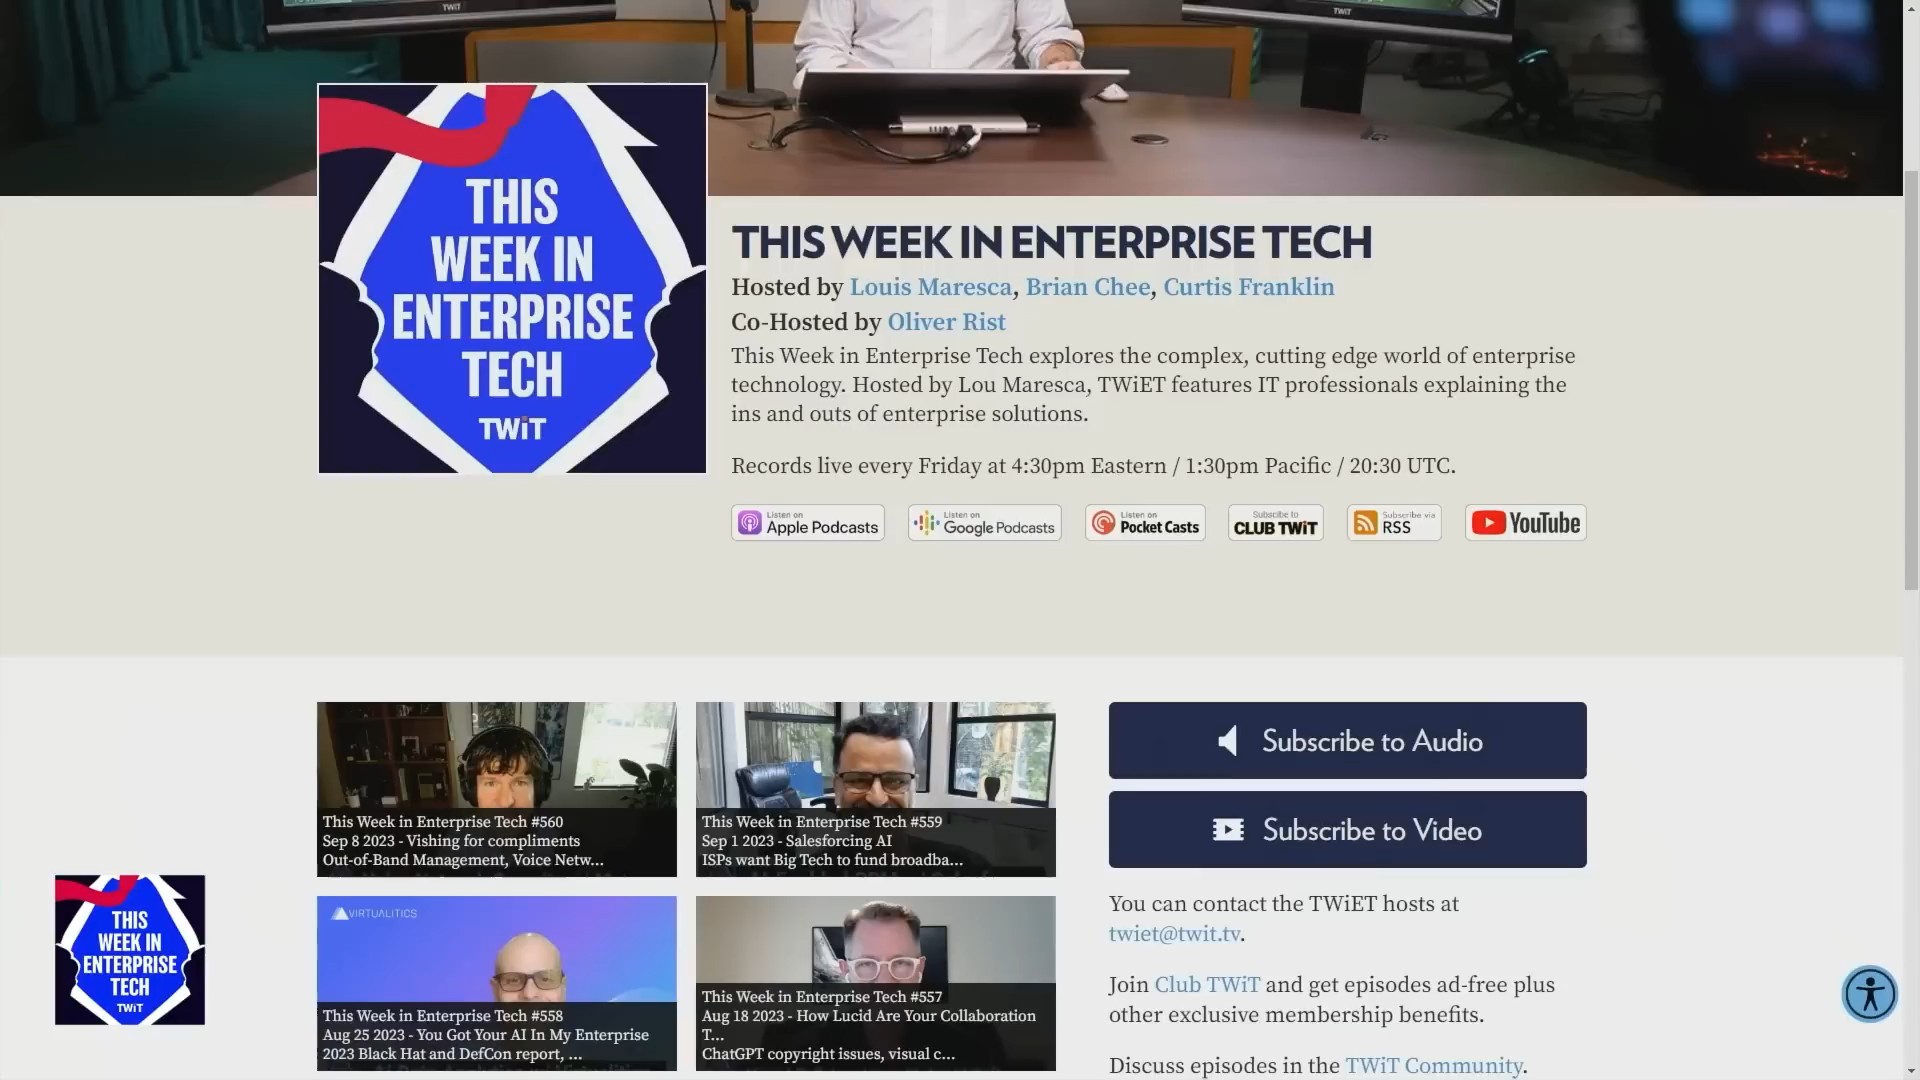 TWiT
TWiT
THIS
WEEK IN
ENTERPRISE
TECH
TWiT
THIS WEEK IN ENTERPRISE TECH
Hosted by Louis Maresca, Brian Chee, Curtis Franklin
Co-Hosted by Oliver Rist
This Week in Enterprise Tech explores the complex, cutting edge world of enterprise
technology. Hosted by Lou Maresca, TWiET features IT professionals explaining the
ins and outs of enterprise solutions.
Records live every Friday at 4:30pm Eastern / 1:30pm Pacific / 20:30 UTC.
Listen on
Apple Podcasts
Listen on
Google Podcasts
Listen on
Pocket Casts
Subscibe to
CLUB TWiT
Subscribe via
RSS
YouTube
This Week in Enterprise Tech #560
Sep 8 2023 - Vishing for compliments
Out-of-Band Management, Voice Netw...
This Week in Enterprise Tech #559
Sep 1 2023 - Salesforcing AI
ISPs want Big Tech to fund broadba...
VIRTUALITICS
This Week in Enterprise Tech #558
Aug 25 2023 - You Got Your AI In My Enterprise
2023 Black Hat and DefCon report, ...
This Week in Enterprise Tech #557
Aug 18 2023 - How Lucid Are Your Collaboration
T...
ChatGPT copyright issues, visual c...
Subscribe to Audio
Subscribe to Video
You can contact the TWiET hosts at
twiet@twit.tv.
Join Club TWiT and get episodes ad-free plus
other exclusive membership benefits.
Discuss episodes in the TWiT Community.
THIS
WEEK IN
ENTERPRISE
TECH
TWiT